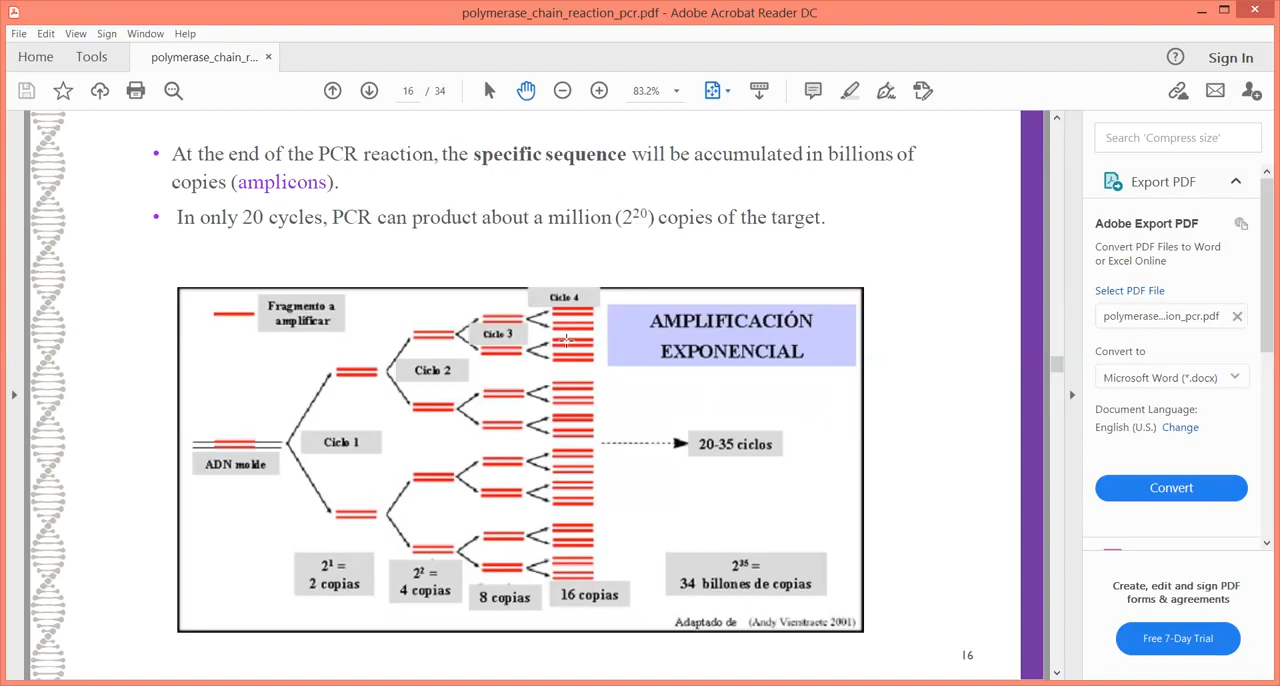 polymerase_chain_reaction_pcr.pdf - Adobe Acrobat Reader DC
File Edit View Sign Window Help
Home Tools polymerase_chain_r... × Sign In
16 / 34 83.2%
• At the end of the PCR reaction, the specific sequence will be accumulated in billions of
copies (amplicons).
• In only 20 cycles, PCR can product about a million (2²⁰) copies of the target.
Fragmento a
amplificar
Ciclo 4
Ciclo 3
Ciclo 2
Ciclo 1
ADN molde
AMPLIFICACIÓN
EXPONENCIAL
20-35 ciclos
2¹ =
2 copias
2² =
4 copias
8 copias
16 copias
2³⁵ =
34 billones de copias
Adaptado de (Andy Vierstraete 2001)
16
Search 'Compress size'
Export PDF
Adobe Export PDF
Convert PDF Files to Word
or Excel Online
Select PDF File
polymerase...ion_pcr.pdf
Convert to
Microsoft Word (*.docx)
Document Language:
English (U.S.) Change
Convert
Create, edit and sign PDF
forms & agreements
Free 7-Day Trial